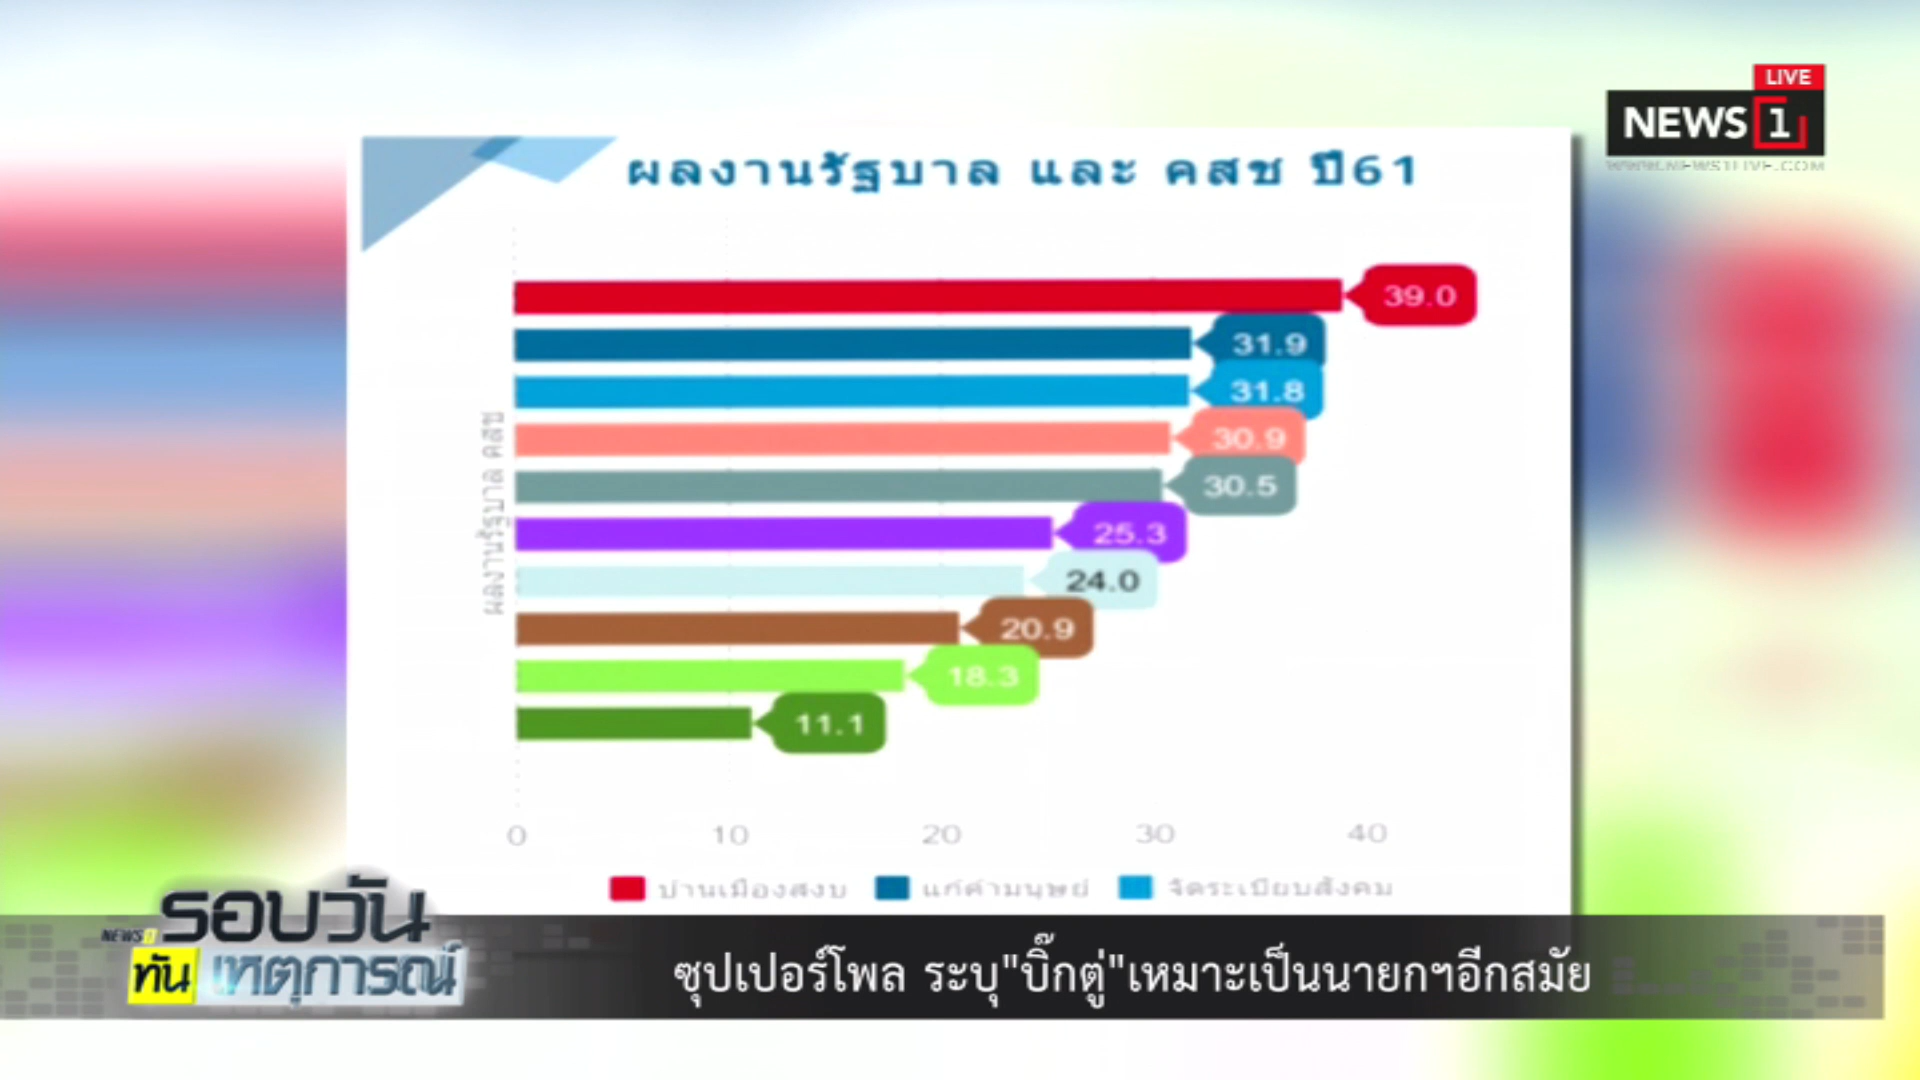 LIVE
NEWS 1
WWW.NEWS1LIVE.COM
ผลงานรัฐบาล และ คสช ปี61
39.0
31.9
31.8
30.9
30.5
25.3
24.0
20.9
18.3
11.1
ผลงานรัฐบาล คสช
0 10 20 30 40
บ้านเมืองสงบ แก้ค้ามนุษย์ จัดระเบียบสังคม
NEWS1 รอบวัน
ทัน เหตุการณ์
ซุปเปอร์โพล ระบุ"บิ๊กตู่"เหมาะเป็นนายกฯอีกสมัย